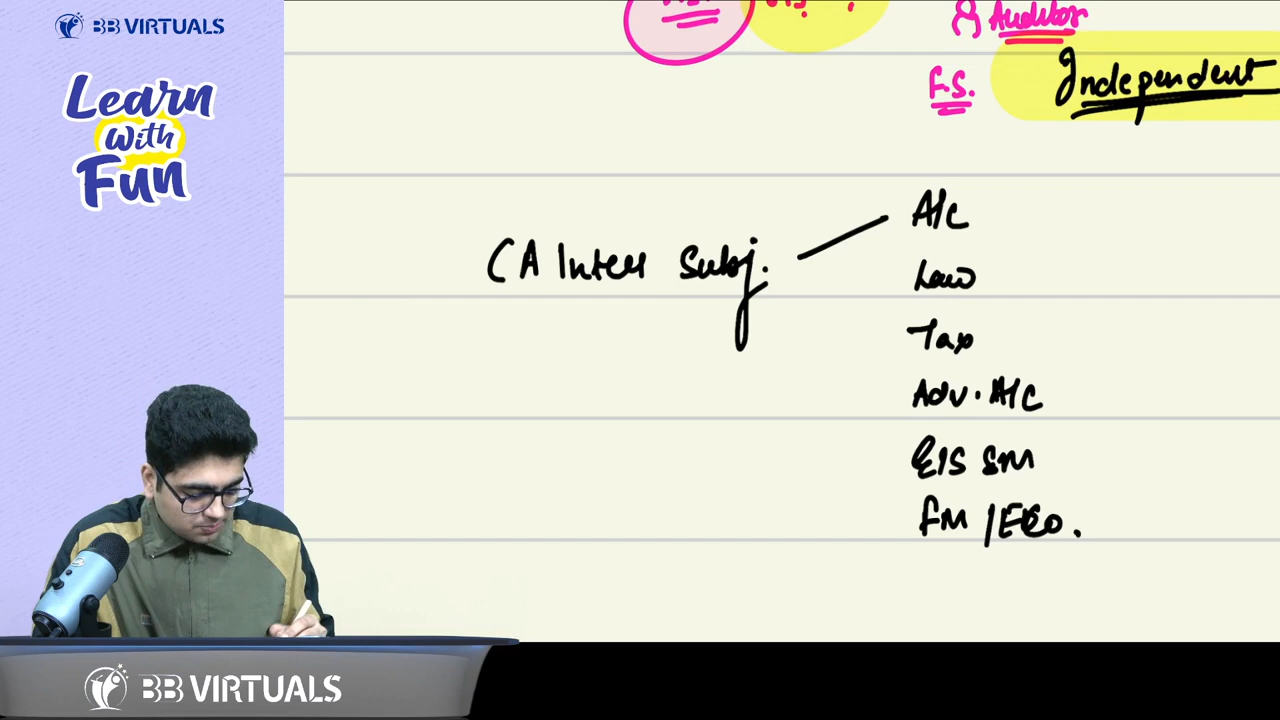 BB VIRTUALS
Learn
with
Fun
Auditor
F.S.
Independent
CA Inter Subj.
A/c
Law
Tax
Adv. A/c
EIS SM
FM / Eco.
BB VIRTUALS